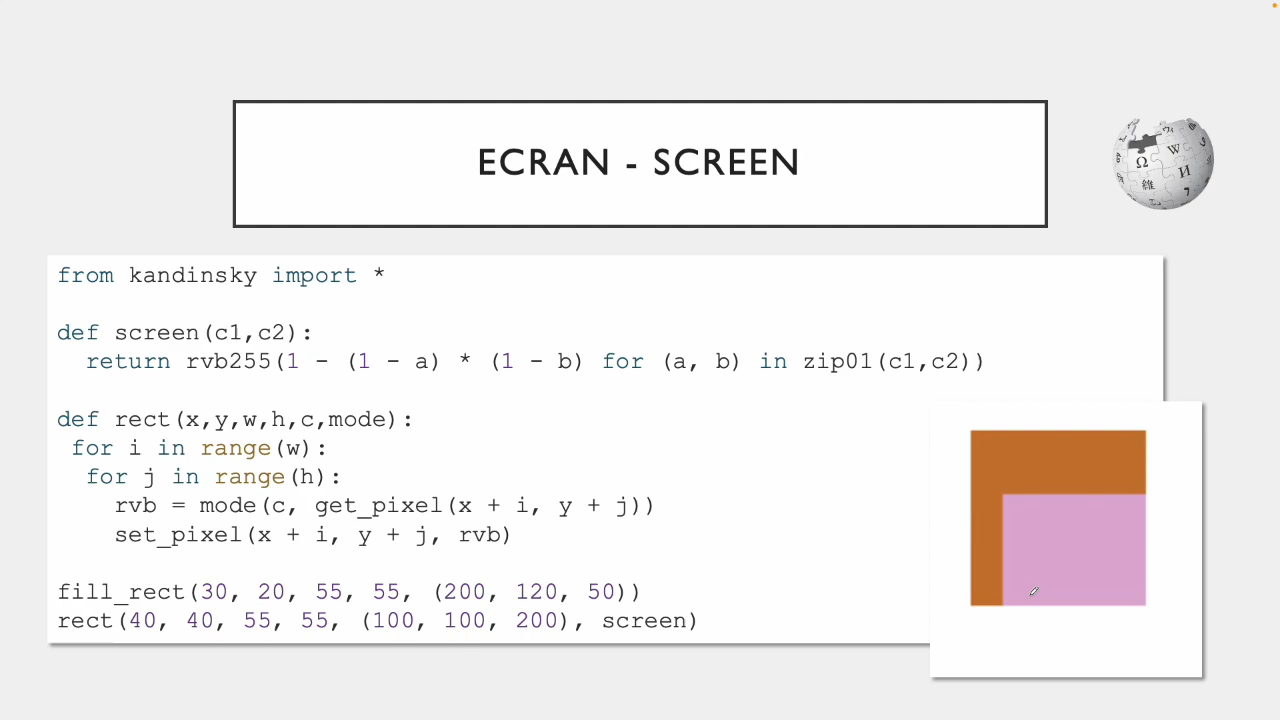 ECRAN - SCREEN
from kandinsky import *
def screen(c1,c2):
  return rvb255(1 - (1 - a) * (1 - b) for (a, b) in zip01(c1,c2))
def rect(x,y,w,h,c,mode):
 for i in range(w):
  for j in range(h):
    rvb = mode(c, get_pixel(x + i, y + j))
    set_pixel(x + i, y + j, rvb)
fill_rect(30, 20, 55, 55, (200, 120, 50))
rect(40, 40, 55, 55, (100, 100, 200), screen)